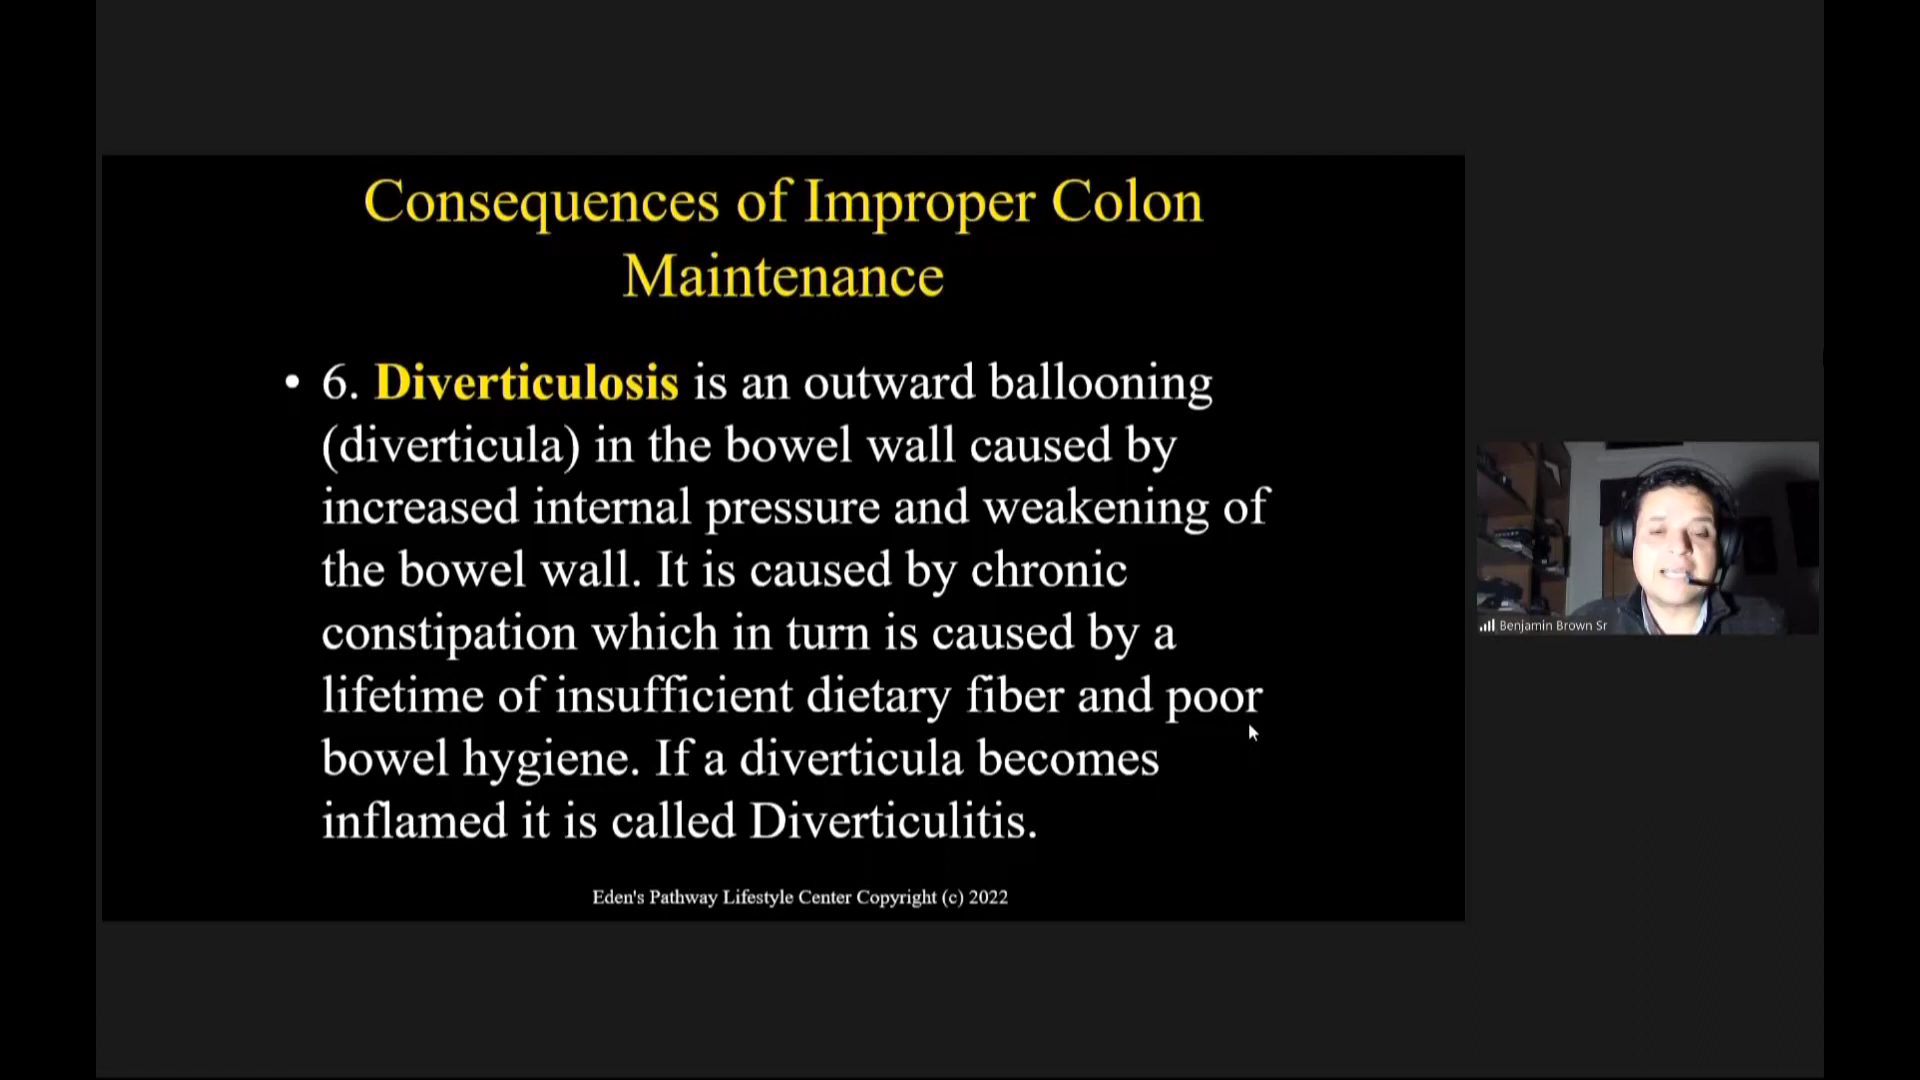 Consequences of Improper Colon
Maintenance
• 6. Diverticulosis is an outward ballooning
(diverticula) in the bowel wall caused by
increased internal pressure and weakening of
the bowel wall. It is caused by chronic
constipation which in turn is caused by a
lifetime of insufficient dietary fiber and poor
bowel hygiene. If a diverticula becomes
inflamed it is called Diverticulitis.
Eden's Pathway Lifestyle Center Copyright (c) 2022
Benjamin Brown Sr